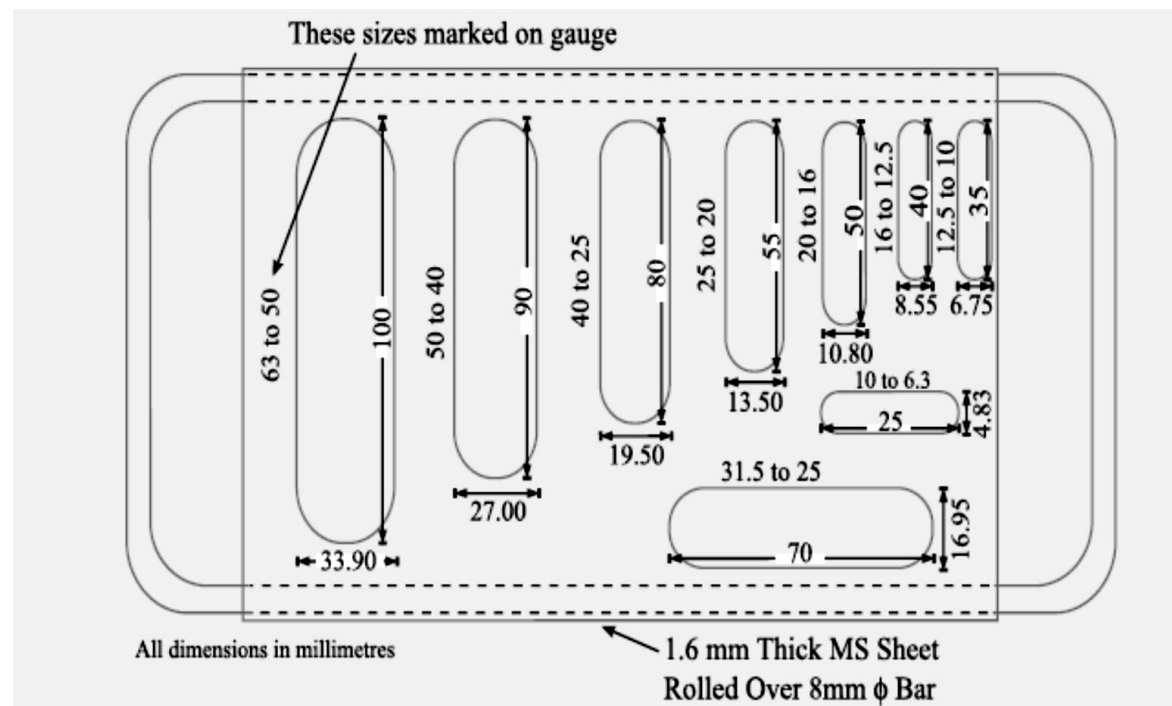 These sizes marked on gauge
63 to 50
100
33.90
50 to 40
90
27.00
40 to 25
80
19.50
25 to 20
55
13.50
20 to 16
50
10.80
16 to 12.5
40
8.55
12.5 to 10
35
6.75
10 to 6.3
25
4.83
31.5 to 25
70
16.95
All dimensions in millimetres
1.6 mm Thick MS Sheet
Rolled Over 8mm ϕ Bar